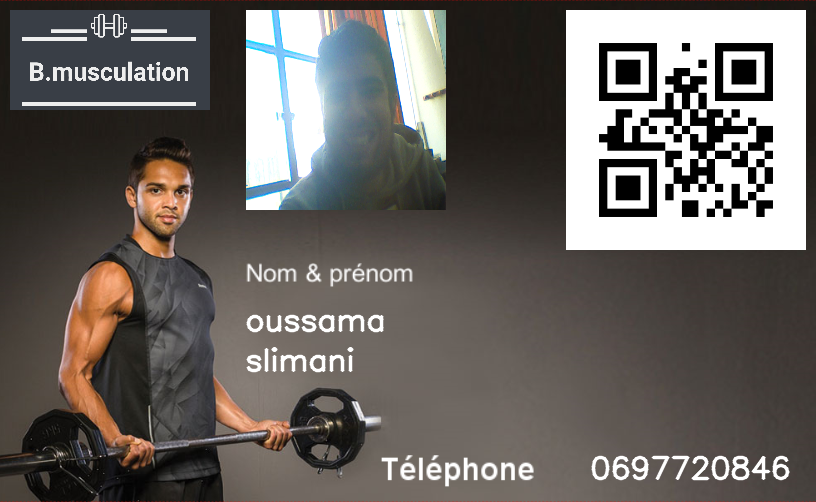 B.musculation
Nom & prénom
oussama
slimani
Téléphone 0697720846